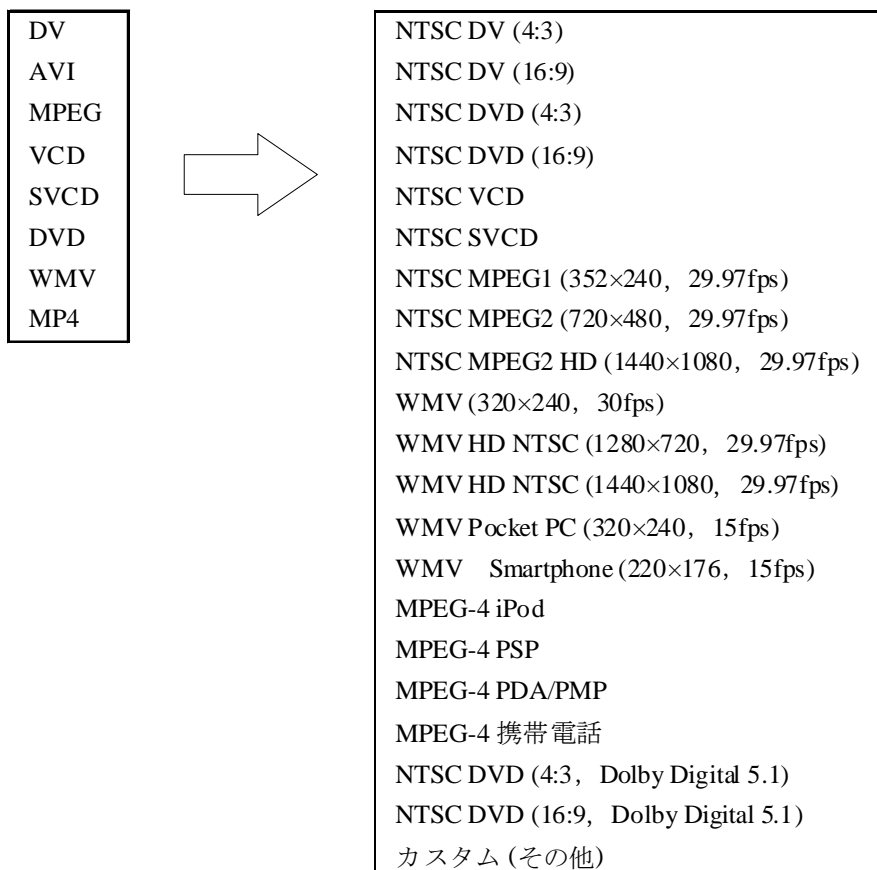 DV
AVI
MPEG
VCD
SVCD
DVD
WMV
MP4
NTSC DV (4:3)
NTSC DV (16:9)
NTSC DVD (4:3)
NTSC DVD (16:9)
NTSC VCD
NTSC SVCD
NTSC MPEG1 (352×240，29.97fps)
NTSC MPEG2 (720×480，29.97fps)
NTSC MPEG2 HD (1440×1080，29.97fps)
WMV (320×240，30fps)
WMV HD NTSC (1280×720，29.97fps)
WMV HD NTSC (1440×1080，29.97fps)
WMV Pocket PC (320×240，15fps)
WMV　Smartphone (220×176，15fps)
MPEG-4 iPod
MPEG-4 PSP
MPEG-4 PDA/PMP
MPEG-4 携帯電話
NTSC DVD (4:3，Dolby Digital 5.1)
NTSC DVD (16:9，Dolby Digital 5.1)
カスタム (その他)